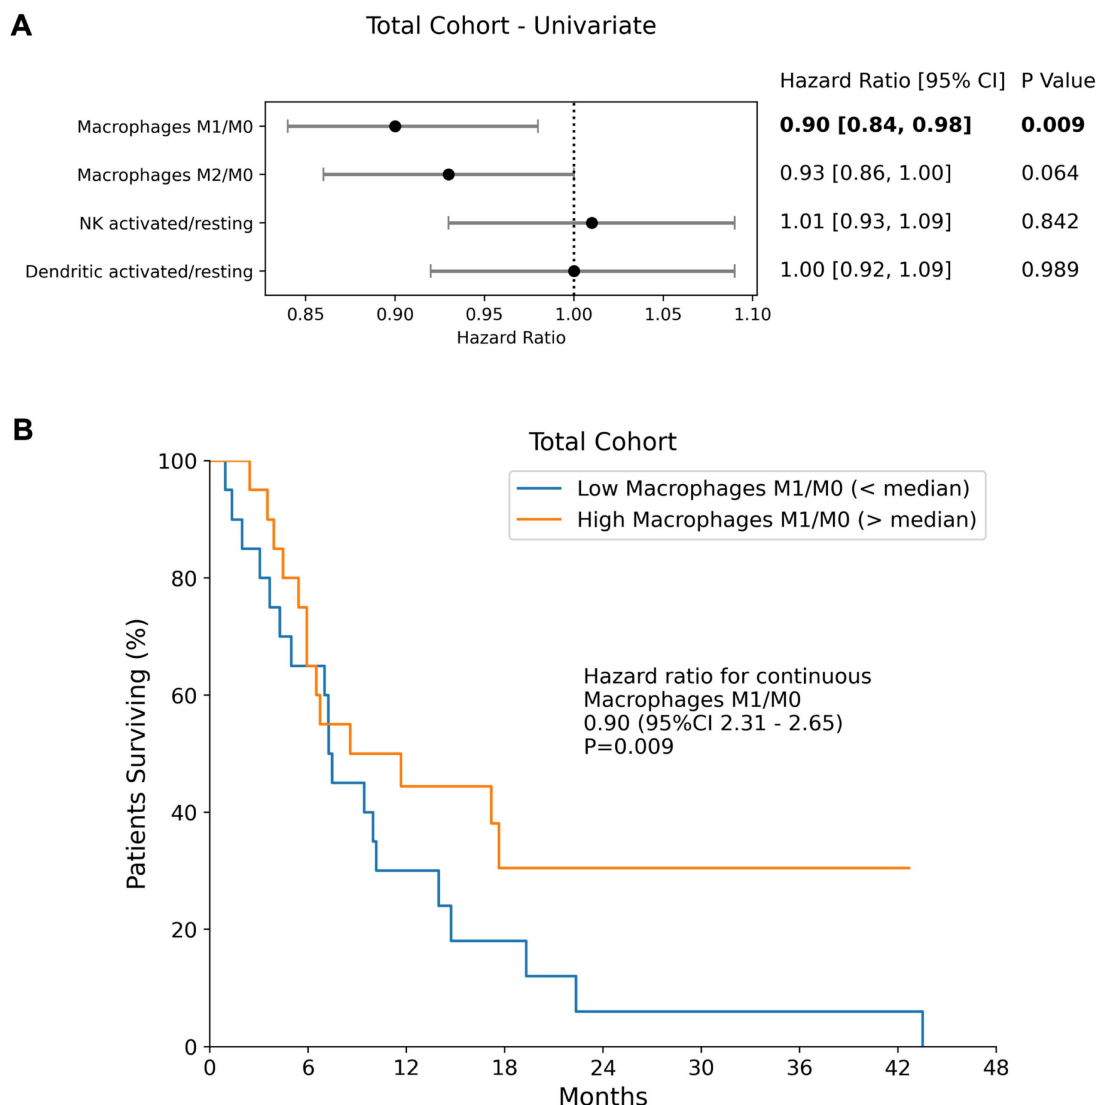 A
Total Cohort - Univariate
Hazard Ratio [95% CI] P Value
Macrophages M1/M0 0.90 [0.84, 0.98] 0.009
Macrophages M2/M0 0.93 [0.86, 1.00] 0.064
NK activated/resting 1.01 [0.93, 1.09] 0.842
Dendritic activated/resting 1.00 [0.92, 1.09] 0.989
0.85 0.90 0.95 1.00 1.05 1.10
Hazard Ratio
B
Total Cohort
Low Macrophages M1/M0 (< median)
High Macrophages M1/M0 (> median)
Patients Surviving (%)
100
80
60
40
20
0
Hazard ratio for continuous
Macrophages M1/M0
0.90 (95%CI 2.31 - 2.65)
P=0.009
0 6 12 18 24 30 36 42 48
Months